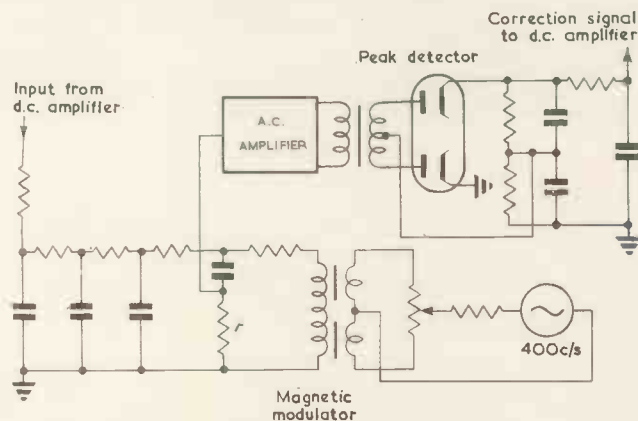 Correction signal
to d.c. amplifier
Peak detector
Input from
d.c. amplifier
A.C.
AMPLIFIER
r
400c/s
Magnetic
modulator